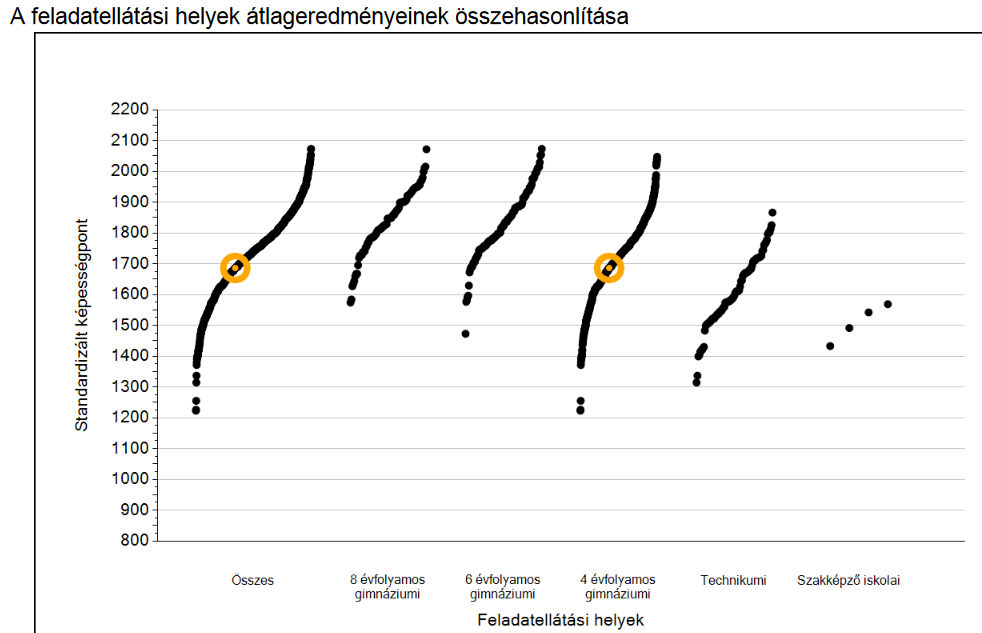 A feladatellátási helyek átlageredményeinek összehasonlítása
2200
2100
2000
1900
1800
1700
1600
1500
1400
1300
1200
1100
1000
900
800
Standardizált képességpont
Összes
8 évfolyamos
gimnáziumi
6 évfolyamos
gimnáziumi
4 évfolyamos
gimnáziumi
Technikumi
Szakképző iskolai
Feladatellátási helyek